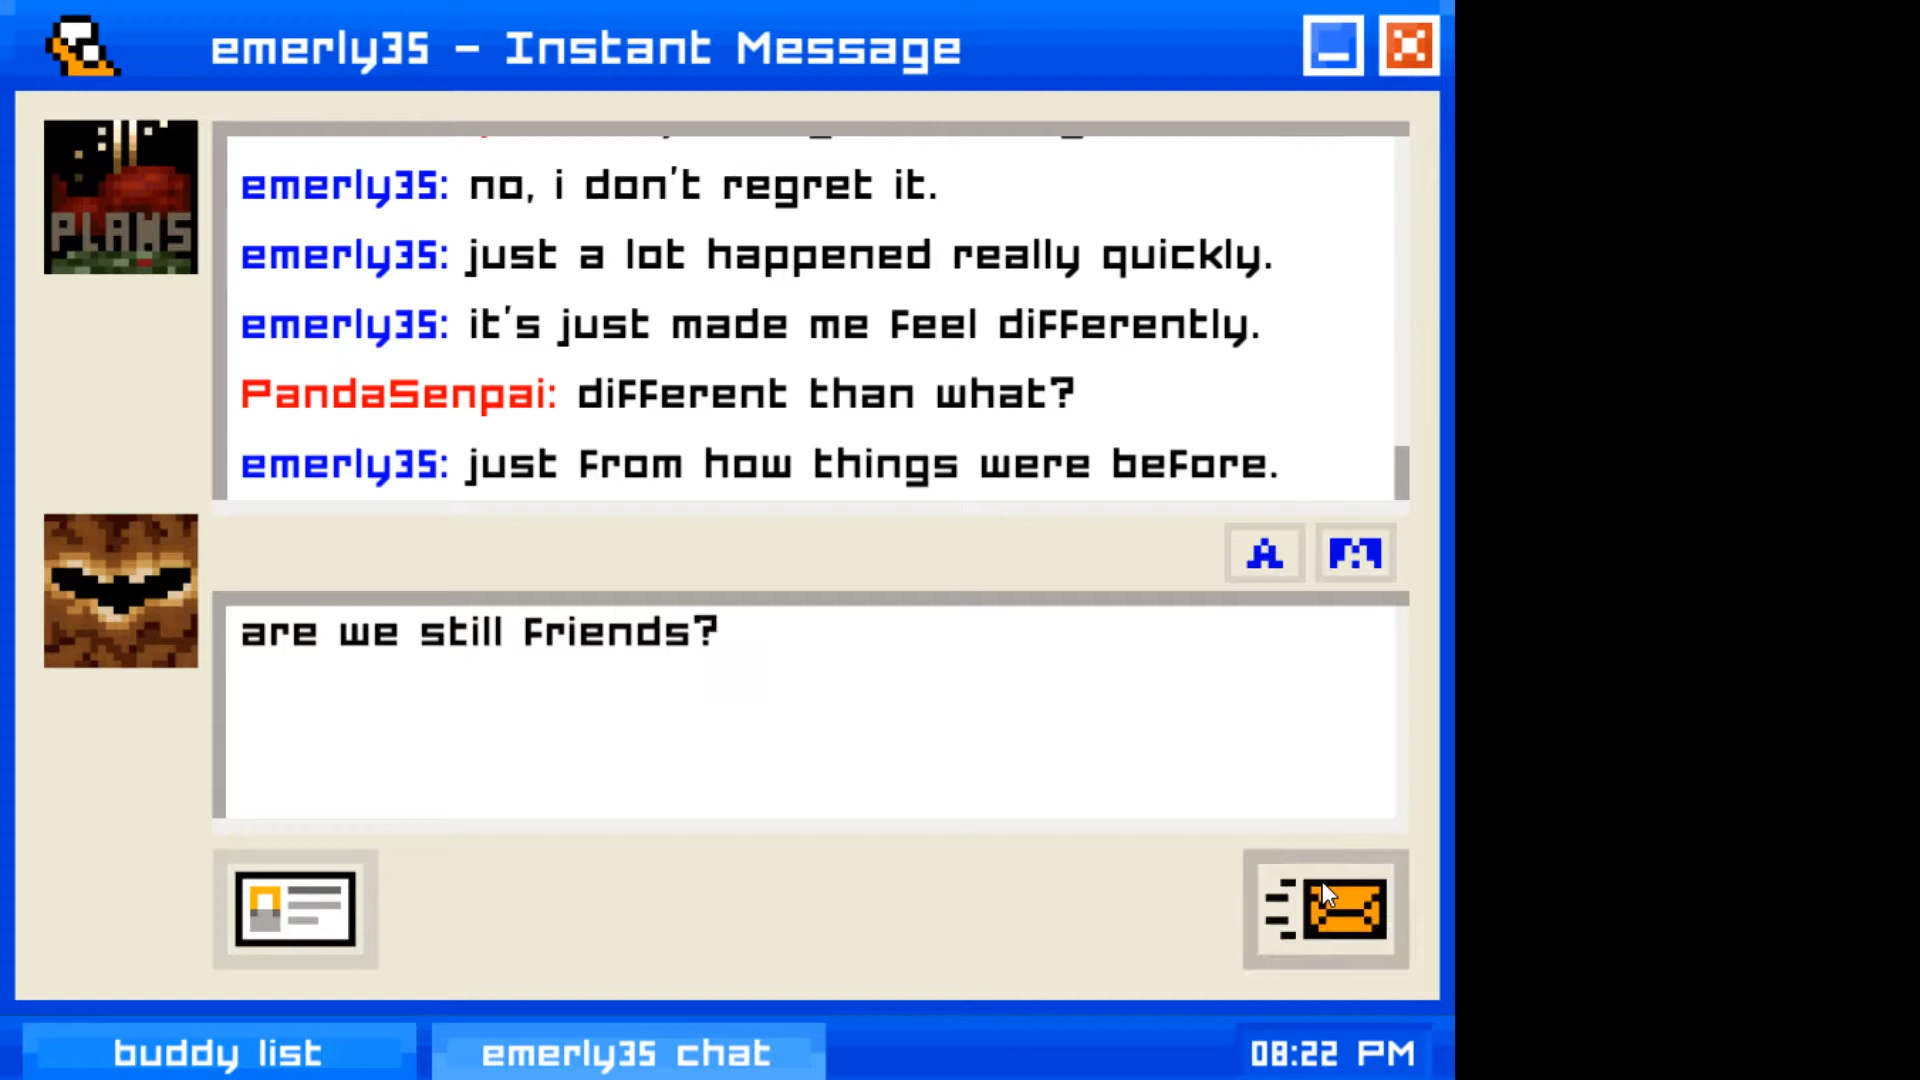 emerly35 - Instant Message
PLANS
emerly35: no, i don't regret it.
emerly35: just a lot happened really quickly.
emerly35: it's just made me feel differently.
PandaSenpai: different than what?
emerly35: just from how things were before.
A
are we still friends?
buddy list
emerly35 chat
08:22 PM